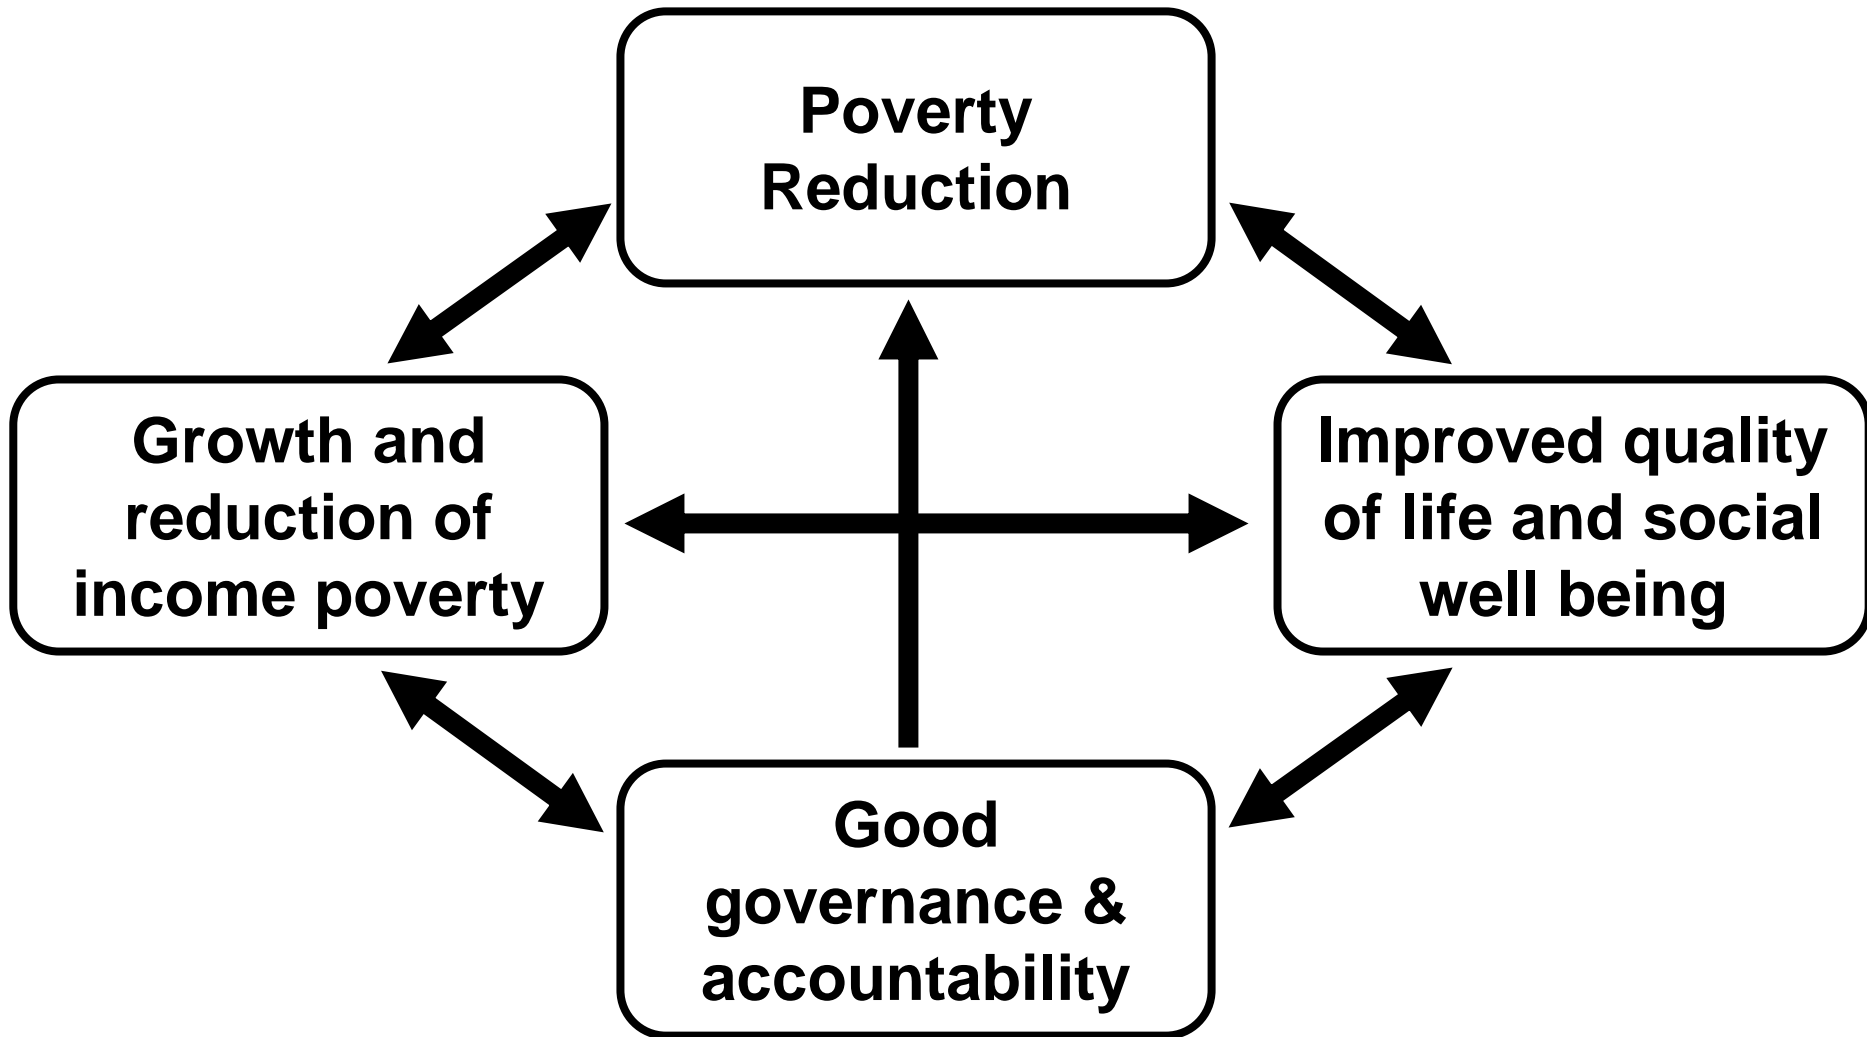 Poverty
Reduction
Growth and
reduction of
income poverty
Improved quality
of life and social
well being
Good
governance &
accountability